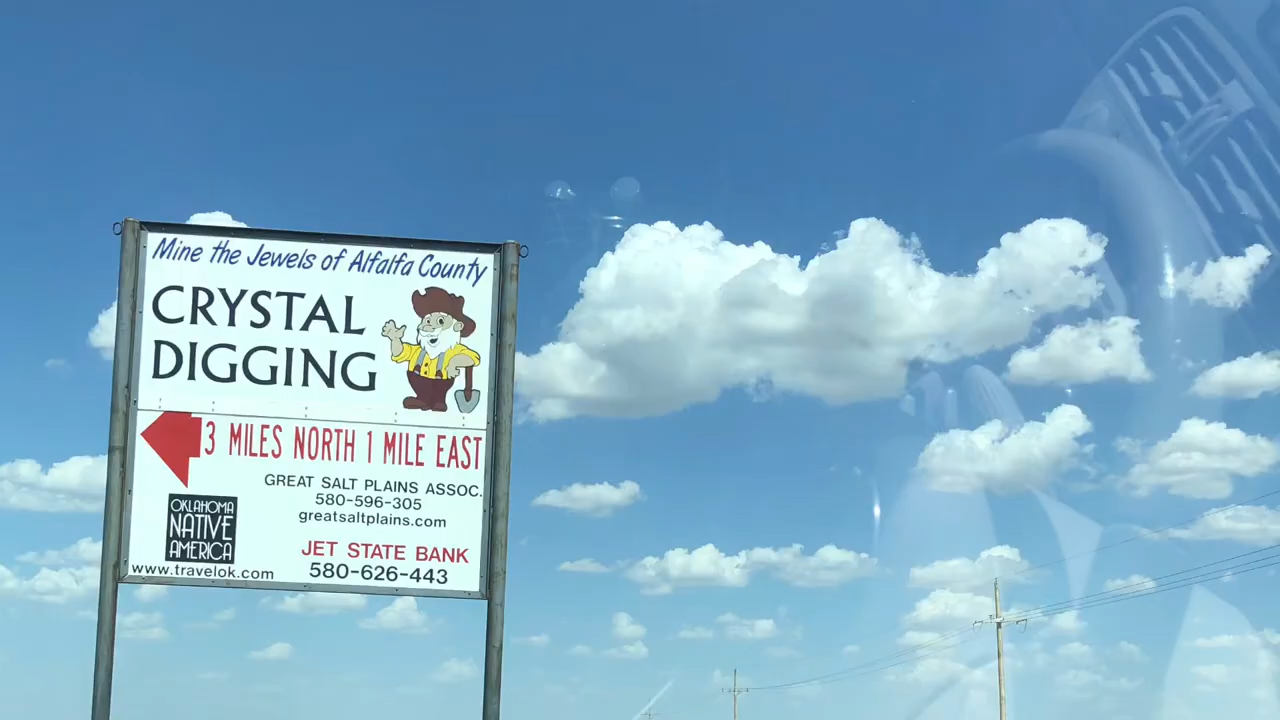 Mine the Jewels of Alfalfa County
CRYSTAL
DIGGING
3 MILES NORTH 1 MILE EAST
GREAT SALT PLAINS ASSOC.
580-596-305
greatsaltplains.com
OKLAHOMA
NATIVE
AMERICA
JET STATE BANK
www.travelok.com
580-626-443